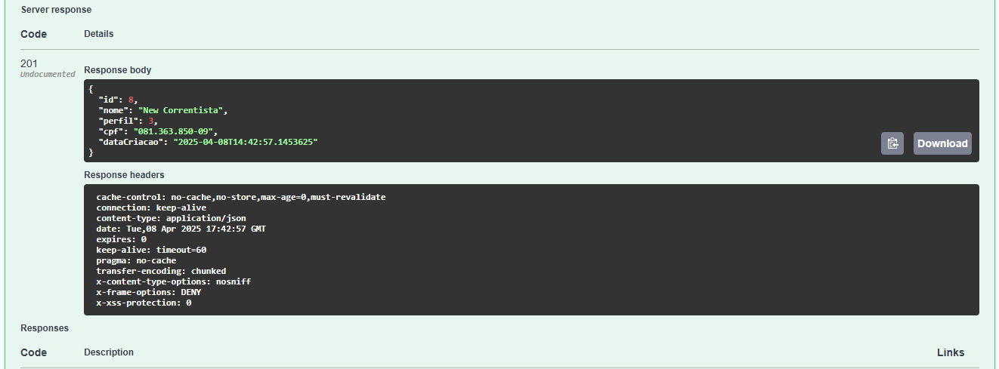 Server response
Code Details
201
Undocumented
Response body
{
  "id": 8,
  "nome": "New Correntista",
  "perfil": 3,
  "cpf": "081.363.850-09",
  "dataCriacao": "2025-04-08T14:42:57.1453625"
}
Download
Response headers
cache-control: no-cache,no-store,max-age=0,must-revalidate
connection: keep-alive
content-type: application/json
date: Tue,08 Apr 2025 17:42:57 GMT
expires: 0
keep-alive: timeout=60
pragma: no-cache
transfer-encoding: chunked
x-content-type-options: nosniff
x-frame-options: DENY
x-xss-protection: 0
Responses
Code Description Links